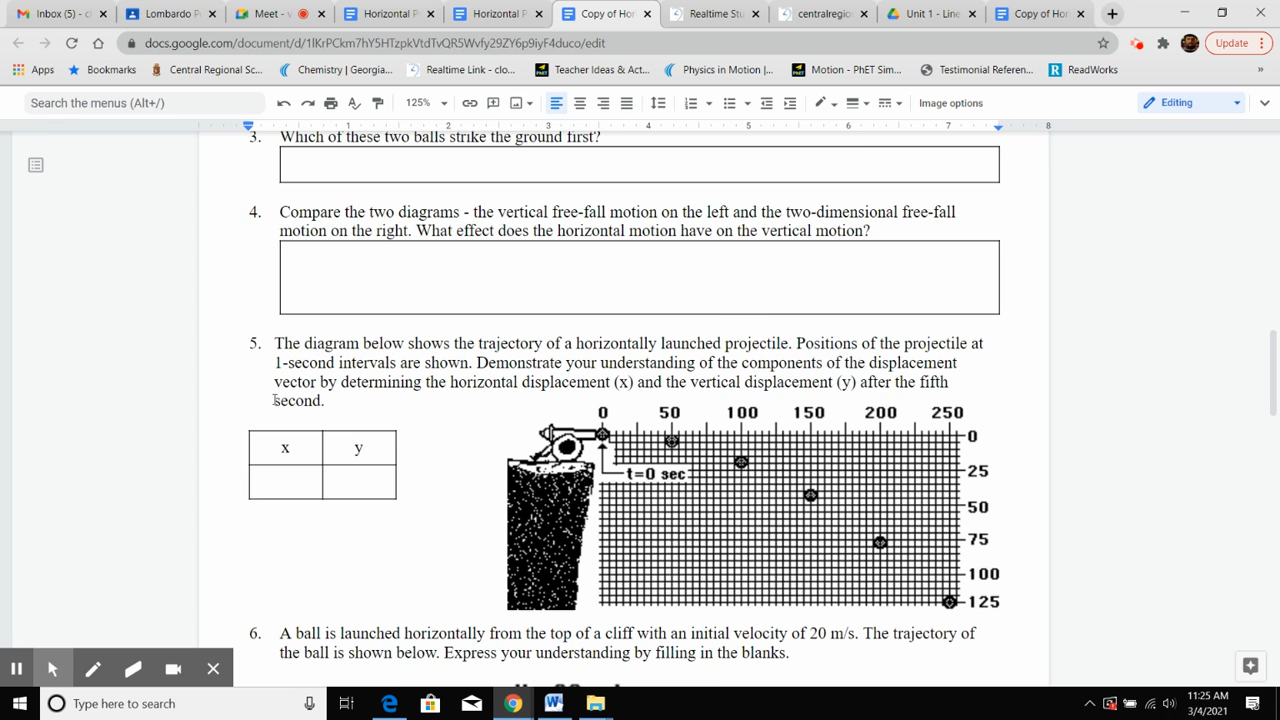 Inbox (5) - c
Lombardo P
Meet - v
Horizontal P
Horizontal P
Copy of Hor
Realtime Stu
centralregio
Unit 1 - Line
Copy of Hor
docs.google.com/document/d/1IKrPCkm7hY5HTzpkVtdTvQR5Wvfy29ZY6p9iyF4duco/edit
Update
Apps
Bookmarks
Central Regional Sc...
Chemistry | Georgia...
Realtime Link - clo...
Teacher Ideas & Act...
Physics in Motion |...
Motion - PhET Sim...
Testimonial Referen...
ReadWorks
Search the menus (Alt+/)
125%
Image options
Editing
1 2 3 4 5 6 7 8
3. Which of these two balls strike the ground first?
4. Compare the two diagrams - the vertical free-fall motion on the left and the two-dimensional free-fall
motion on the right. What effect does the horizontal motion have on the vertical motion?
5. The diagram below shows the trajectory of a horizontally launched projectile. Positions of the projectile at
1-second intervals are shown. Demonstrate your understanding of the components of the displacement
vector by determining the horizontal displacement (x) and the vertical displacement (y) after the fifth
second.
x y
0 50 100 150 200 250
0
t=0 sec
25
50
75
100
125
6. A ball is launched horizontally from the top of a cliff with an initial velocity of 20 m/s. The trajectory of
the ball is shown below. Express your understanding by filling in the blanks.
Type here to search
11:25 AM
3/4/2021